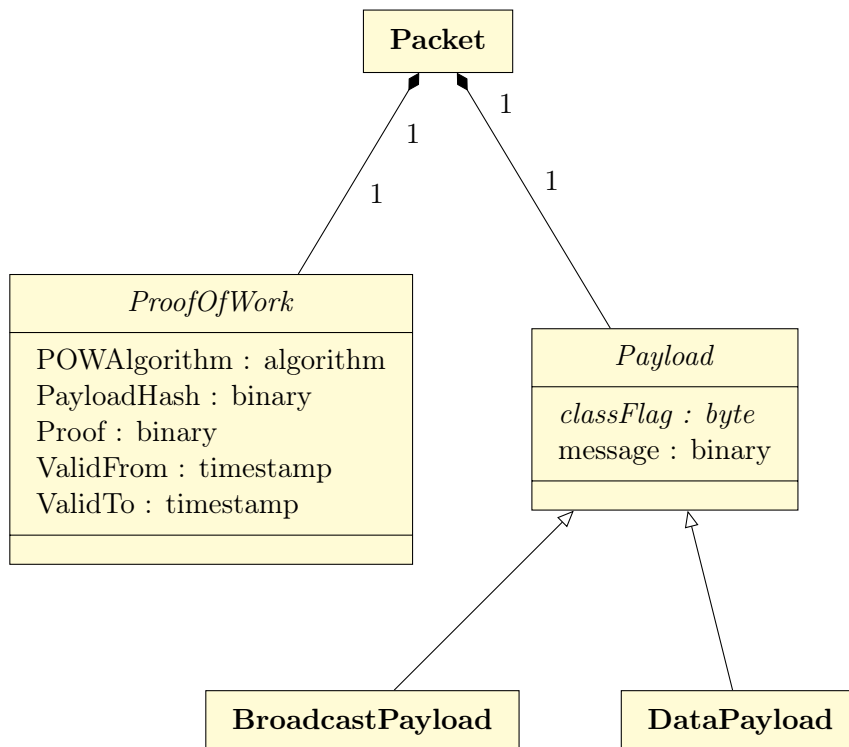 Packet
1
1
1
1
ProofOfWork
POWAlgorithm : algorithm
PayloadHash : binary
Proof : binary
ValidFrom : timestamp
ValidTo : timestamp
Payload
classFlag : byte
message : binary
BroadcastPayload
DataPayload